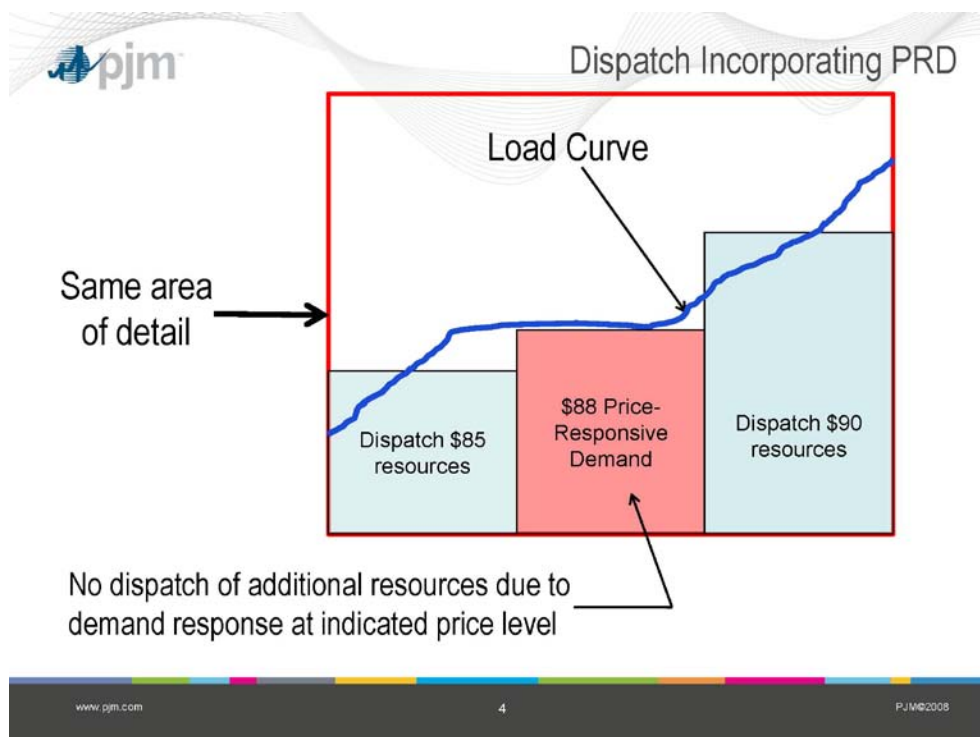 pjm
Dispatch Incorporating PRD
Load Curve
Same area
of detail
Dispatch $85
resources
$88 Price-
Responsive
Demand
Dispatch $90
resources
No dispatch of additional resources due to
demand response at indicated price level
www.pjm.com
4
PJM©2008